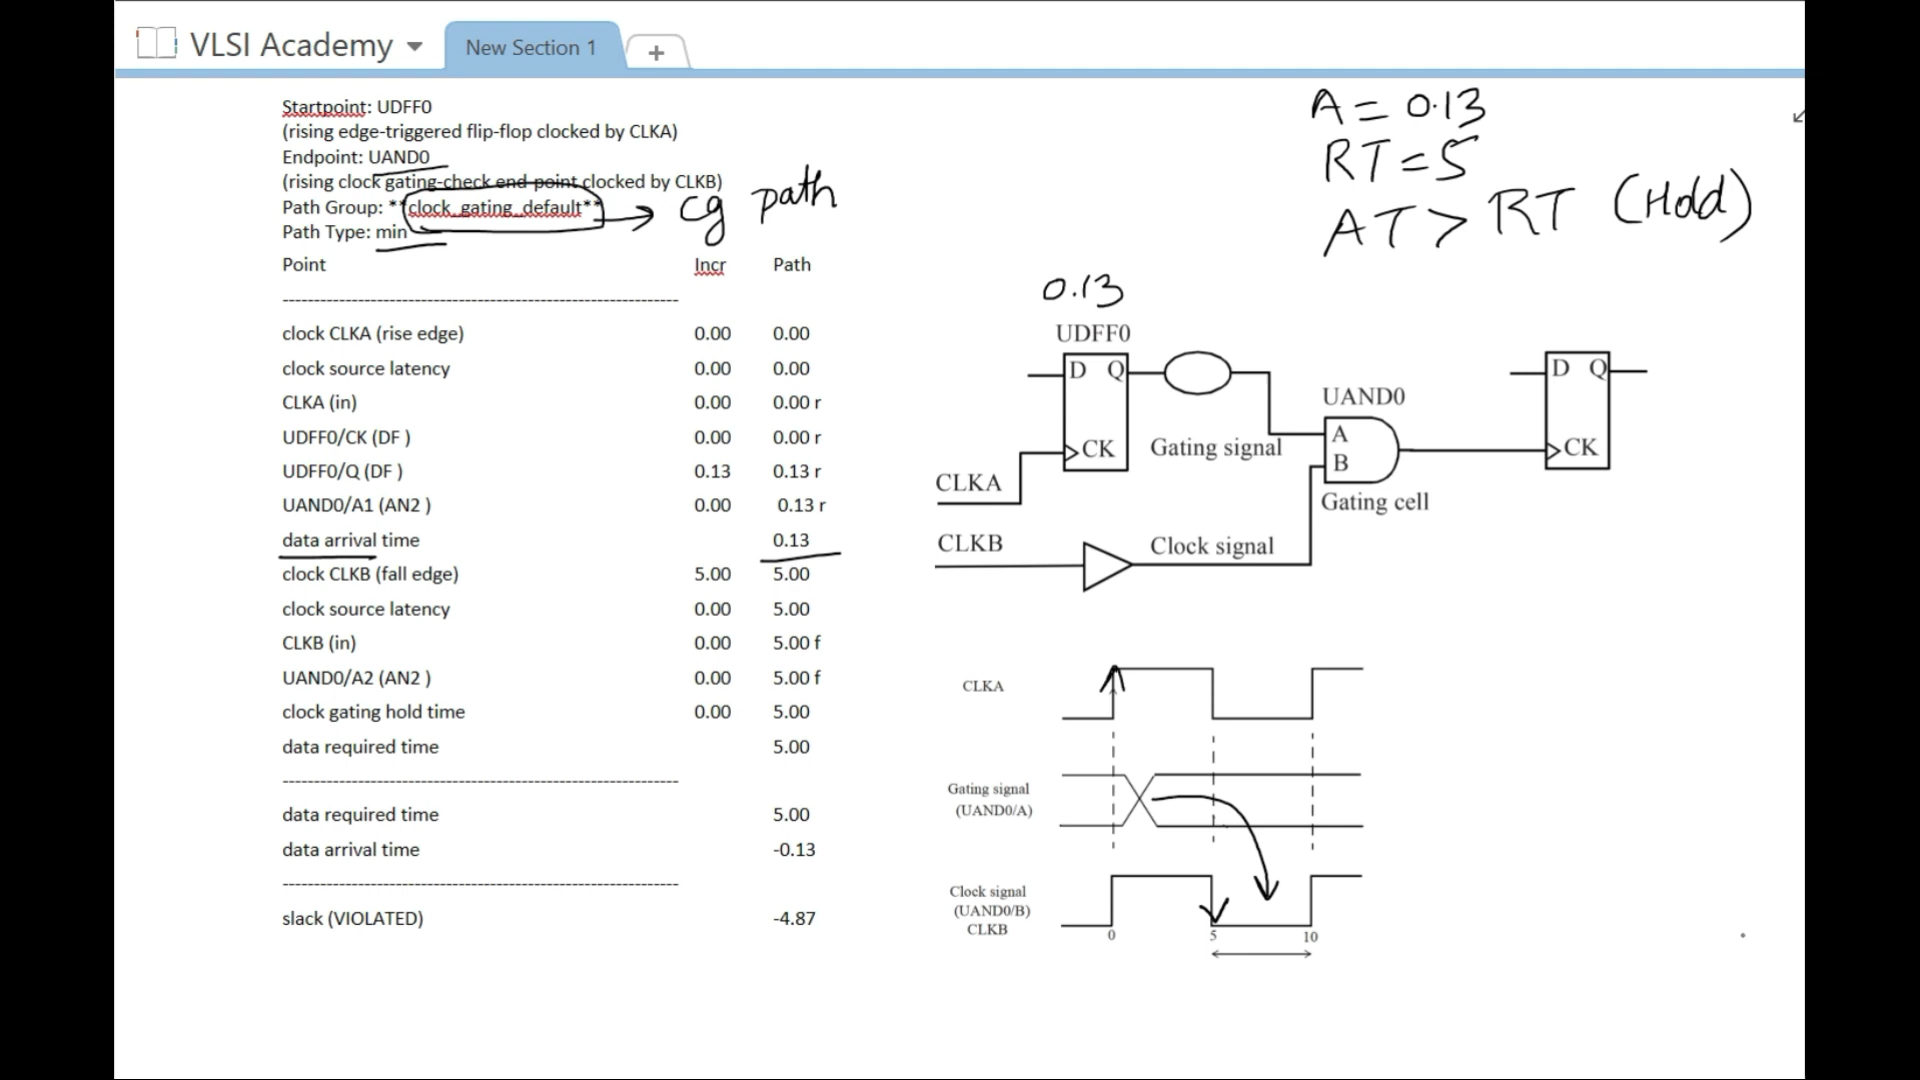 VLSI Academy
New Section 1
+
Startpoint: UDFF0
(rising edge-triggered flip-flop clocked by CLKA)
Endpoint: UAND0
(rising clock gating-check end-point clocked by CLKB)
Path Group: **clock_gating_default**
cg path
Path Type: min
A = 0.13
RT = 5
AT > RT (Hold)
Point Incr Path
clock CLKA (rise edge) 0.00 0.00
clock source latency 0.00 0.00
CLKA (in) 0.00 0.00 r
UDFF0/CK (DF ) 0.00 0.00 r
UDFF0/Q (DF ) 0.13 0.13 r
UAND0/A1 (AN2 ) 0.00 0.13 r
data arrival time 0.13
clock CLKB (fall edge) 5.00 5.00
clock source latency 0.00 5.00
CLKB (in) 0.00 5.00 f
UAND0/A2 (AN2 ) 0.00 5.00 f
clock gating hold time 0.00 5.00
data required time 5.00
data required time 5.00
data arrival time -0.13
slack (VIOLATED) -4.87
0.13
UDFF0
D Q
CK
Gating signal
UAND0
A
B
Gating cell
D Q
CK
CLKA
CLKB
Clock signal
CLKA
Gating signal
(UAND0/A)
Clock signal
(UAND0/B)
CLKB
0 5 10